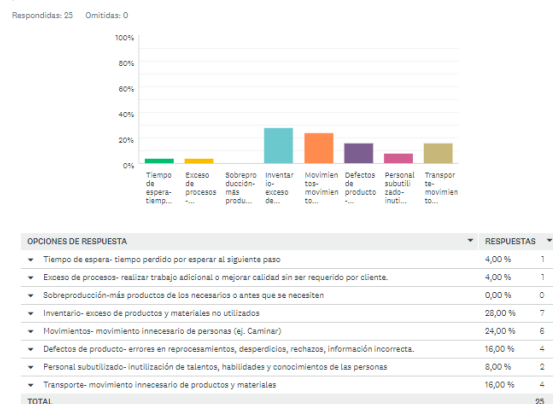 Respondidas: 25 Omitidas: 0
100%
80%
60%
40%
20%
0%
Tiempo de espera- tiemp...
Exceso de procesos -...
Sobrepro ducción- más produ...
Inventar io- exceso de...
Movimien tos- movimien to...
Defectos de producto -...
Personal subutili zado- inuti...
Transpor te- movimien to...
OPCIONES DE RESPUESTA RESPUESTAS
Tiempo de espera- tiempo perdido por esperar al siguiente paso 4,00 % 1
Exceso de procesos- realizar trabajo adicional o mejorar calidad sin ser requerido por cliente. 4,00 % 1
Sobreproducción-más productos de los necesarios o antes que se necesiten 0,00 % 0
Inventario- exceso de productos y materiales no utilizados 28,00 % 7
Movimientos- movimiento innecesario de personas (ej. Caminar) 24,00 % 6
Defectos de producto- errores en reprocesamientos, desperdicios, rechazos, información incorrecta. 16,00 % 4
Personal subutilizado- inutilización de talentos, habilidades y conocimientos de las personas 8,00 % 2
Transporte- movimiento innecesario de productos y materiales 16,00 % 4
TOTAL 25